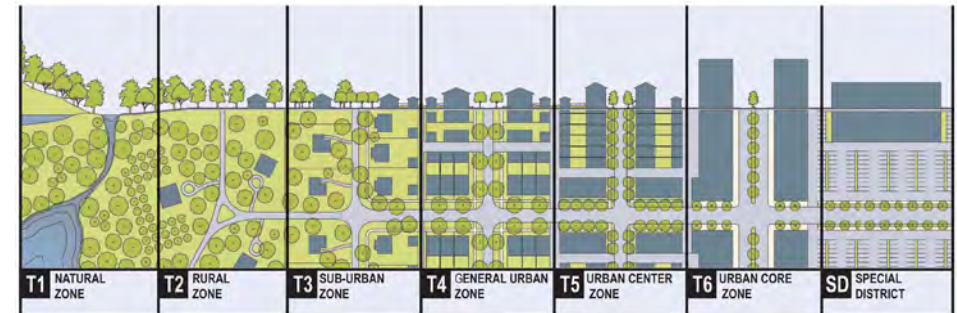 T1 NATURAL
ZONE
T2 RURAL
ZONE
T3 SUB-URBAN
ZONE
T4 GENERAL URBAN
ZONE
T5 URBAN CENTER
ZONE
T6 URBAN CORE
ZONE
SD SPECIAL
DISTRICT